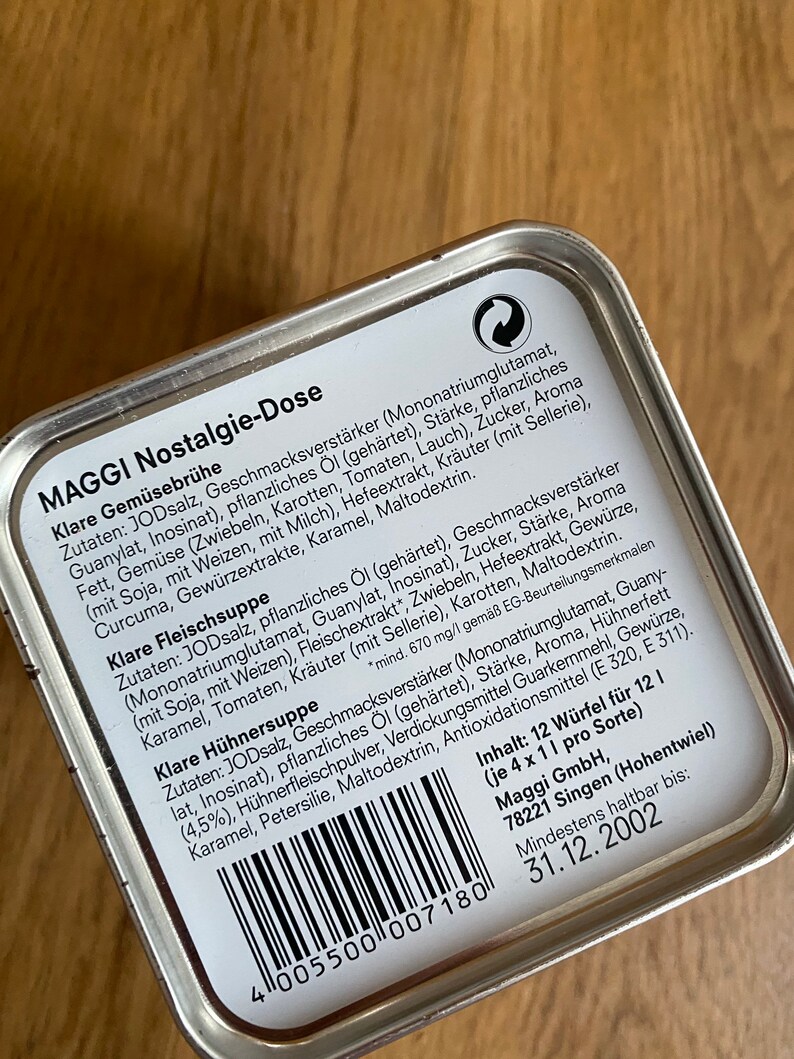 MAGGI Nostalgie-Dose
Klare Gemüsebrühe
Zutaten: JODsalz, Geschmacksverstärker (Mononatriumglutamat,
Guanylat, Inosinat), pflanzliches Öl (gehärtet), Stärke, pflanzliches
Fett, Gemüse (Zwiebeln, Karotten, Tomaten, Lauch), Zucker, Aroma
(mit Soja, mit Weizen, mit Milch), Hefeextrakt, Kräuter (mit Sellerie),
Curcuma, Gewürzextrakte, Karamel, Maltodextrin.
Klare Fleischsuppe
Zutaten: JODsalz, pflanzliches Öl (gehärtet), Geschmacksverstärker
(Mononatriumglutamat, Guanylat, Inosinat), Zucker, Stärke, Aroma
(mit Soja, mit Weizen), Fleischextrakt*, Zwiebeln, Hefeextrakt, Gewürze,
Karamel, Tomaten, Kräuter (mit Sellerie), Karotten, Maltodextrin.
*mind. 670 mg/l gemäß EG-Beurteilungsmerkmalen
Klare Hühnersuppe
Zutaten: JODsalz, Geschmacksverstärker (Mononatriumglutamat, Guany-
lat, Inosinat), pflanzliches Öl (gehärtet), Stärke, Aroma, Hühnerfett
(4,5%), Hühnerfleischpulver, Verdickungsmittel Guarkernmehl, Gewürze,
Karamel, Petersilie, Maltodextrin, Antioxidationsmittel (E 320, E 311).
Inhalt: 12 Würfel für 12 l
(je 4 x 1 l pro Sorte)
Maggi GmbH,
78221 Singen (Hohentwiel)
Mindestens haltbar bis:
31.12.2002
4 005500 007180